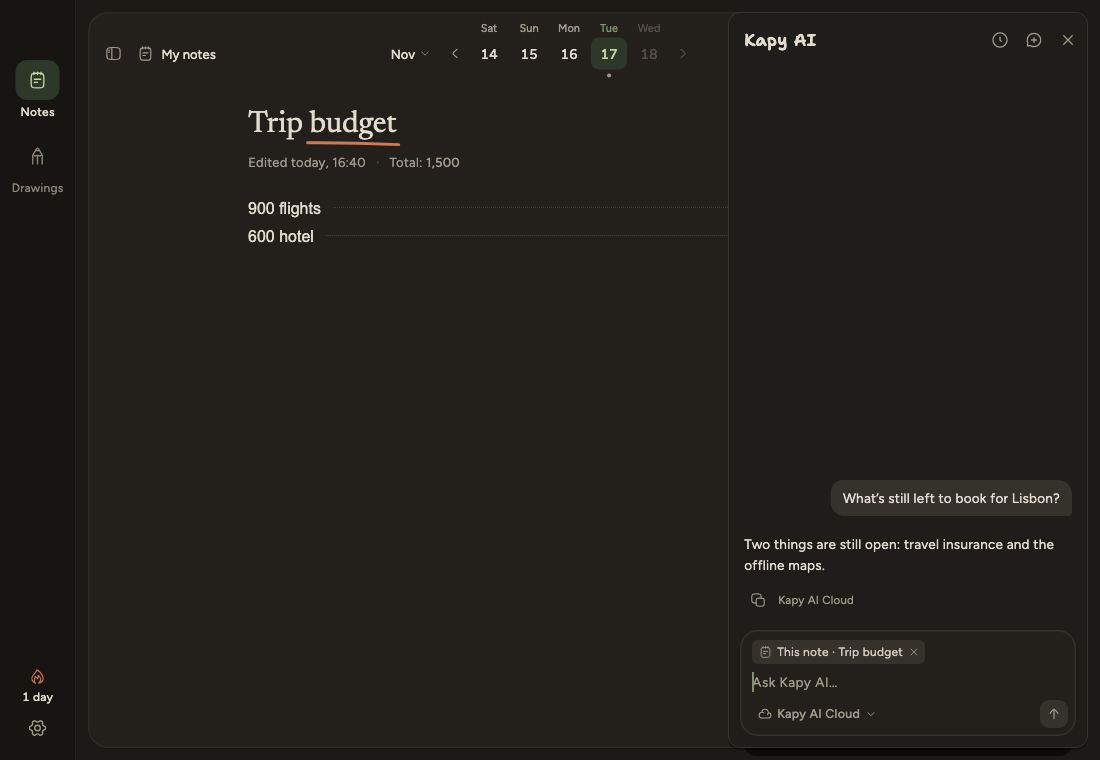 Notes
Drawings
1 day
My notes
Nov
Sat Sun Mon Tue Wed
14 15 16 17 18
Trip budget
Edited today, 16:40 · Total: 1,500
900 flights
600 hotel
Kapy AI
What’s still left to book for Lisbon?
Two things are still open: travel insurance and the
offline maps.
Kapy AI Cloud
This note · Trip budget
Ask Kapy AI...
Kapy AI Cloud